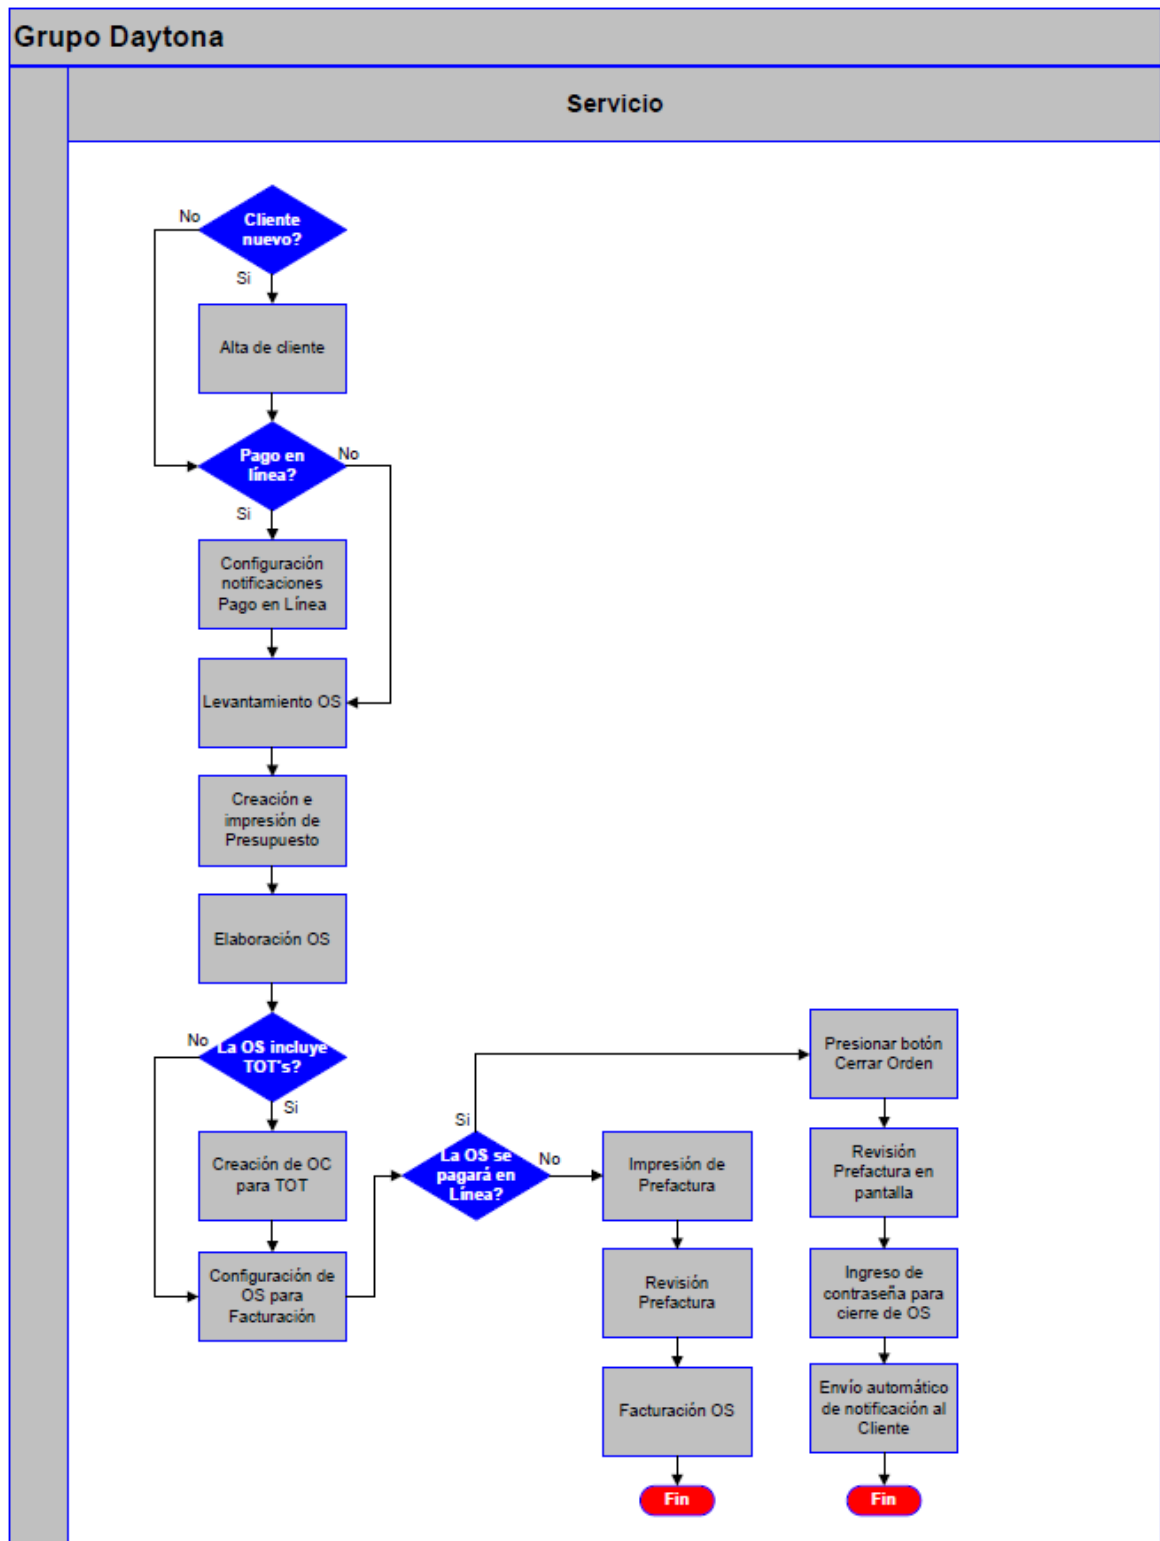 Grupo Daytona
Servicio
Cliente
nuevo?
No
Si
Alta de cliente
Pago en
línea?
No
Si
Configuración
notificaciones
Pago en Línea
Levantamiento OS
Creación e
impresión de
Presupuesto
Elaboración OS
La OS incluye
TOT's?
No
Si
Creación de OC
para TOT
Configuración de
OS para
Facturación
La OS se
pagará en
Línea?
Si
No
Impresión de
Prefactura
Revisión
Prefactura
Facturación OS
Fin
Presionar botón
Cerrar Orden
Revisión
Prefactura en
pantalla
Ingreso de
contraseña para
cierre de OS
Envío automático
de notificación al
Cliente
Fin